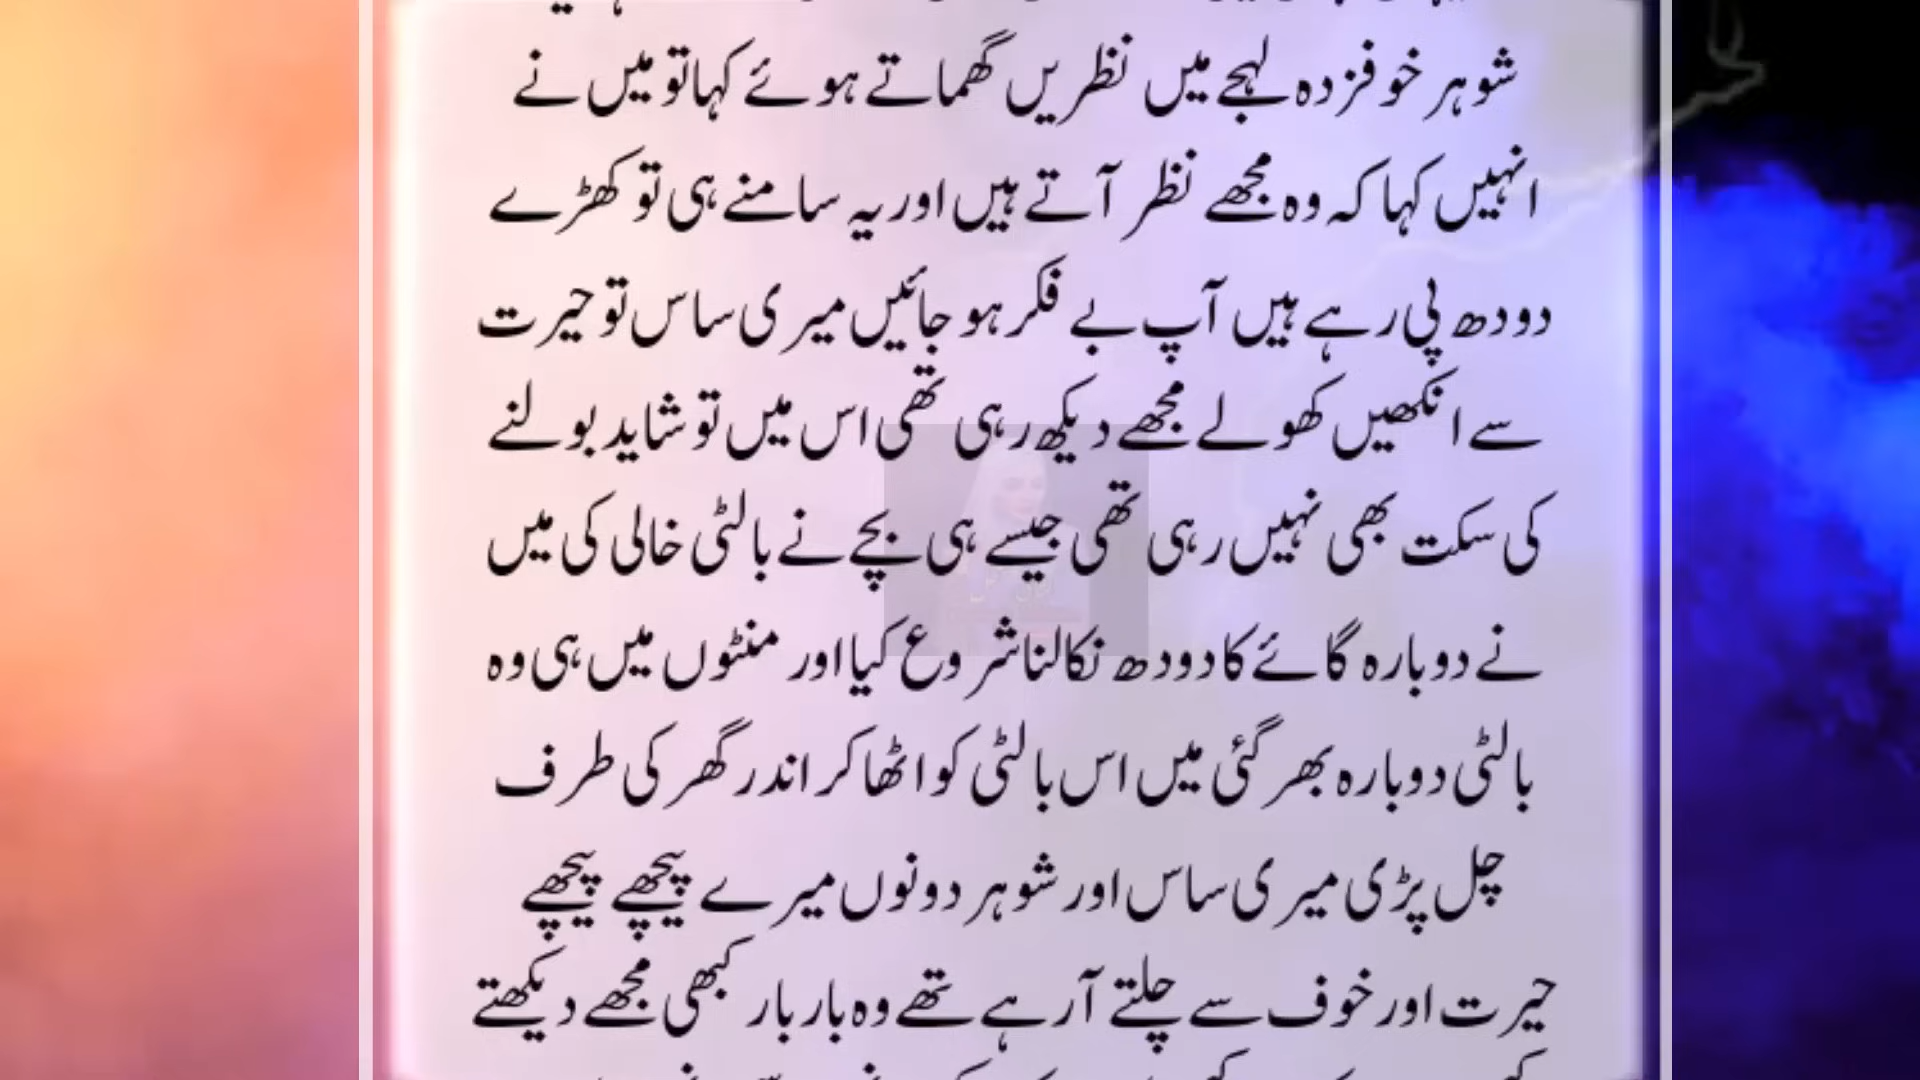 شوہر خوفزدہ لہجے میں نظریں گھماتے ہوئے کہا تو میں نے
انہیں کہا کہ وہ مجھے نظر آتے ہیں اور یہ سامنے ہی تو کھڑے
دودھ پی رہے ہیں آپ بے فکر ہو جائیں میری ساس تو حیرت
سے انکھیں کھولے مجھے دیکھ رہی تھی اس میں تو شاید بولنے
کی سکت بھی نہیں رہی تھی جیسے ہی بچے نے بالٹی خالی کی میں
نے دوبارہ گائے کا دودھ نکالنا شروع کیا اور منٹوں میں ہی وہ
بالٹی دوبارہ بھر گئی میں اس بالٹی کو اٹھا کر اندر گھر کی طرف
چل پڑی میری ساس اور شوہر دونوں میرے پیچھے پیچھے
حیرت اور خوف سے چلتے آرہے تھے وہ بار بار کبھی مجھے دیکھتے